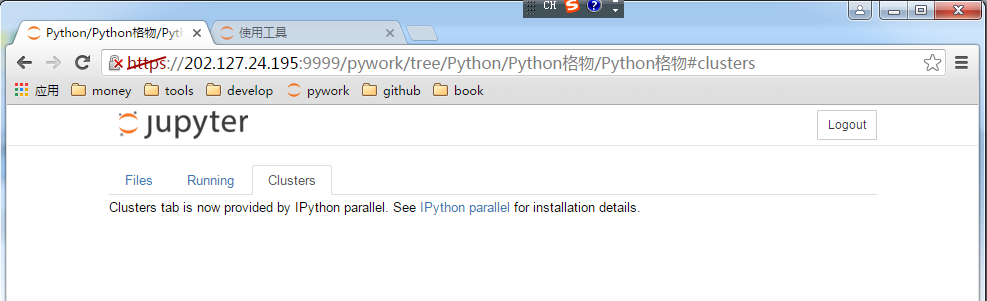 CH
Python/Python格物/Pyt
使用工具
https://202.127.24.195:9999/pywork/tree/Python/Python格物/Python格物#clusters
应用 money tools develop pywork github book
jupyter
Logout
Files Running Clusters
Clusters tab is now provided by IPython parallel. See IPython parallel for installation details.